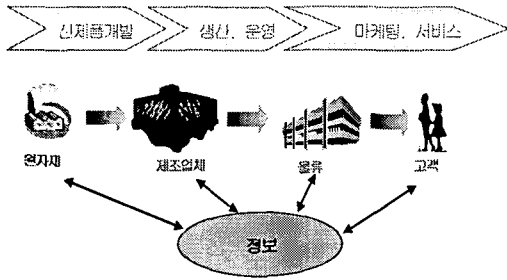 신제품개발 생산, 운영 마케팅, 서비스
원자재 제조업체 물류 고객
정보